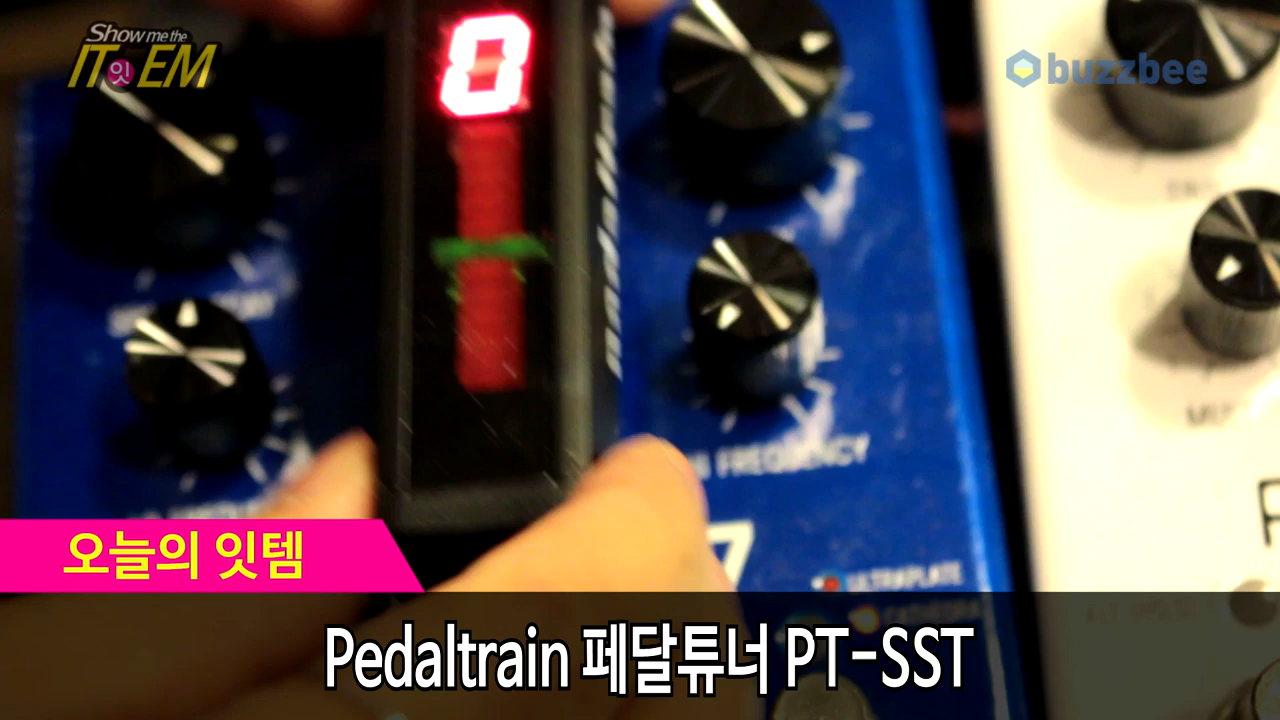 Show me the
IT잇EM
buzzbee
FREQUENCY
ULTRAPLATE
오늘의 잇템
Pedaltrain 페달튜너 PT-SST